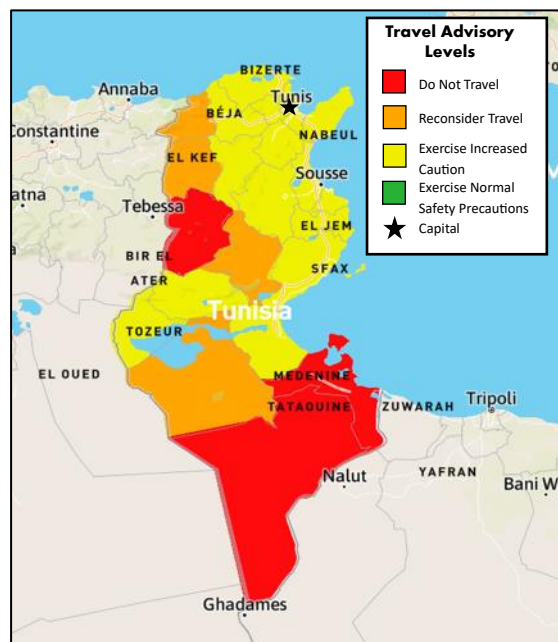 Travel Advisory
Levels
Do Not Travel
Reconsider Travel
Exercise Increased
Caution
Exercise Normal
Safety Precautions
Capital
BIZERTE
Annaba
Tunis
BÉJA
Constantine
NABEUL
EL KEF
Sousse
Tebessa
EL JEM
BIR EL
ATER
SFAX
Tunisia
TOZEUR
EL OUED
MEDENINE
TATAOUINE
ZUWARAH
Tripoli
Nalut
YAFRAN
Bani W
Ghadames